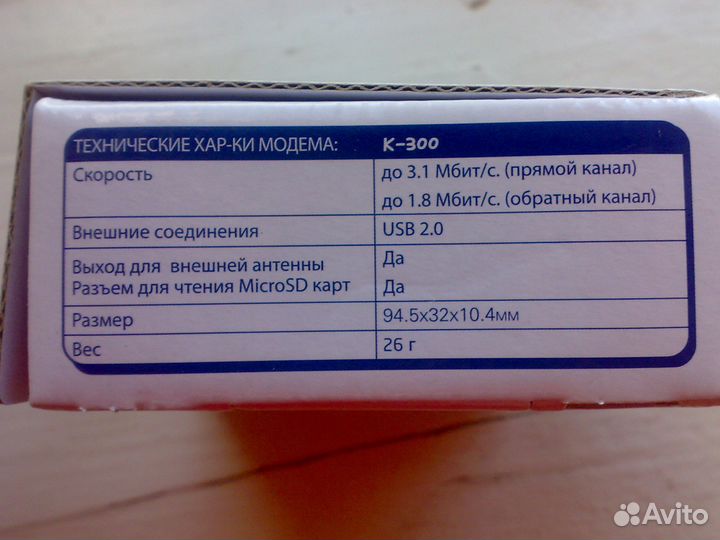 ТЕХНИЧЕСКИЕ ХАР-КИ МОДЕМА: K-300
Скорость до 3.1 Мбит/с. (прямой канал)
до 1.8 Мбит/с. (обратный канал)
Внешние соединения USB 2.0
Выход для внешней антенны Да
Разъем для чтения MicroSD карт Да
Размер 94.5x32x10.4мм
Вес 26 г
Avito